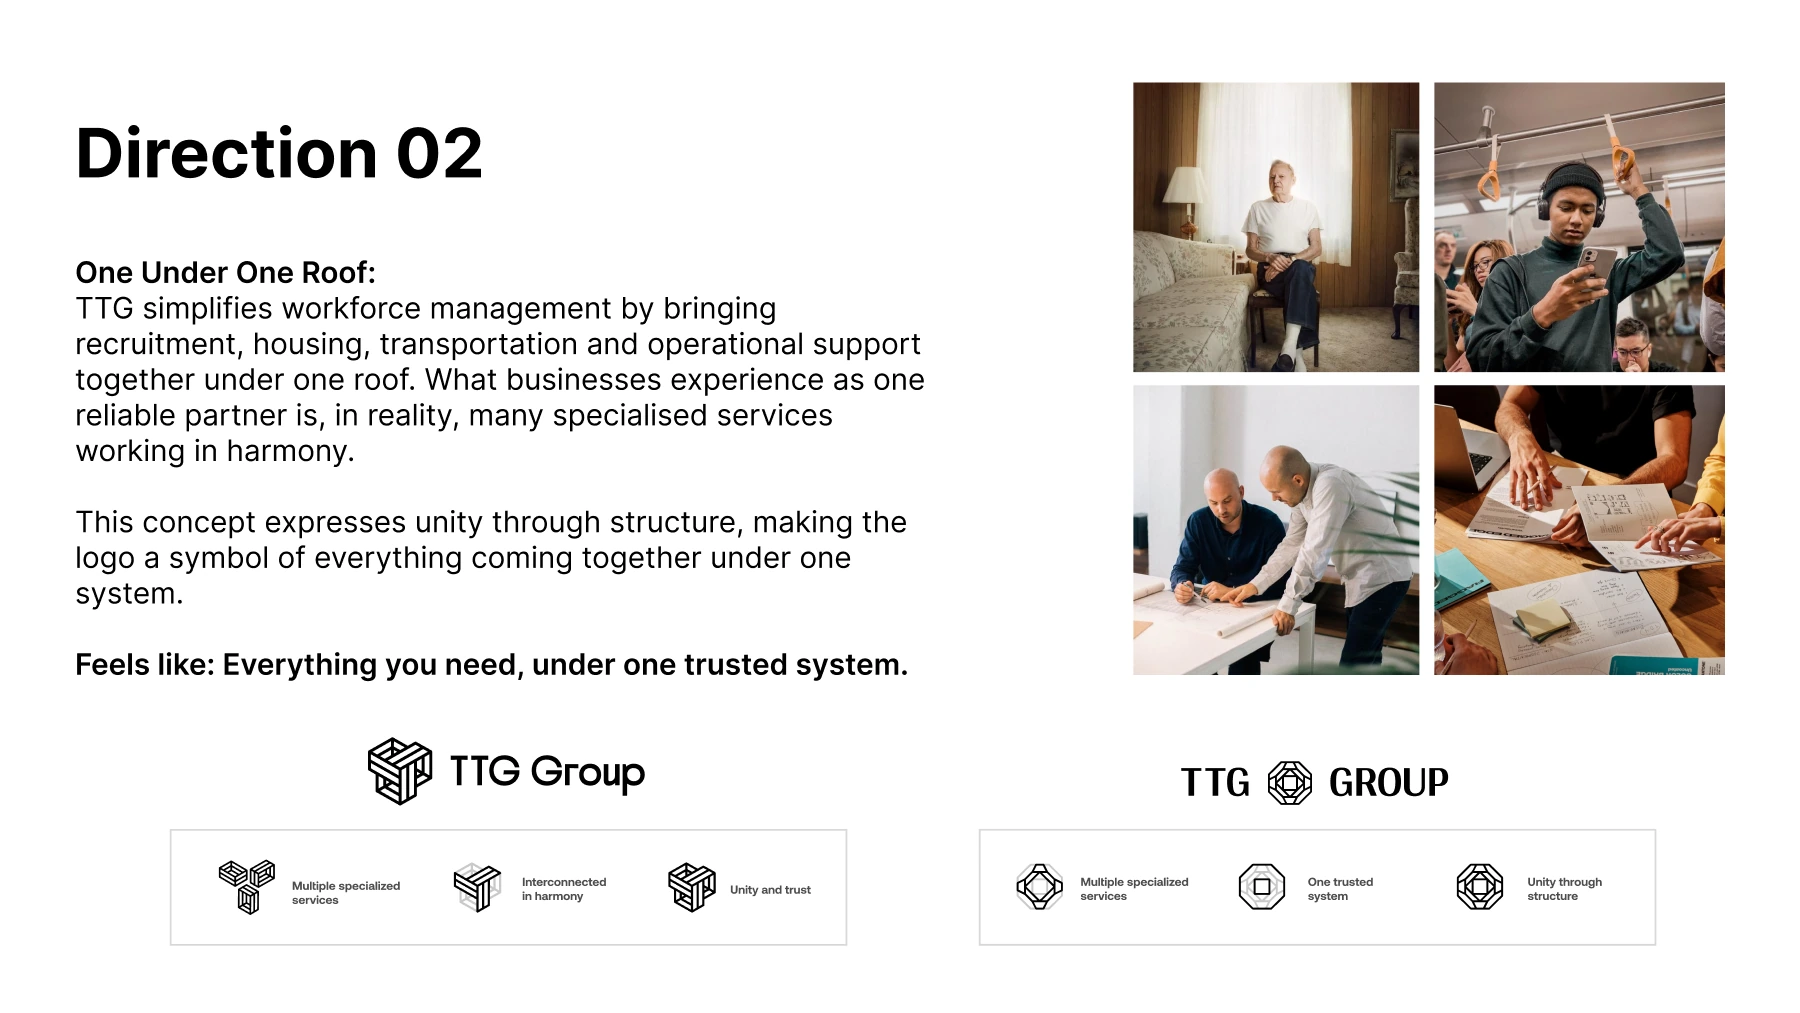 Direction 02
One Under One Roof:
TTG simplifies workforce management by bringing
recruitment, housing, transportation and operational support
together under one roof. What businesses experience as one
reliable partner is, in reality, many specialised services
working in harmony.
This concept expresses unity through structure, making the
logo a symbol of everything coming together under one
system.
Feels like: Everything you need, under one trusted system.
TTG Group
Multiple specialized
services
Interconnected
in harmony
Unity and trust
TTG GROUP
Multiple specialized
services
One trusted
system
Unity through
structure